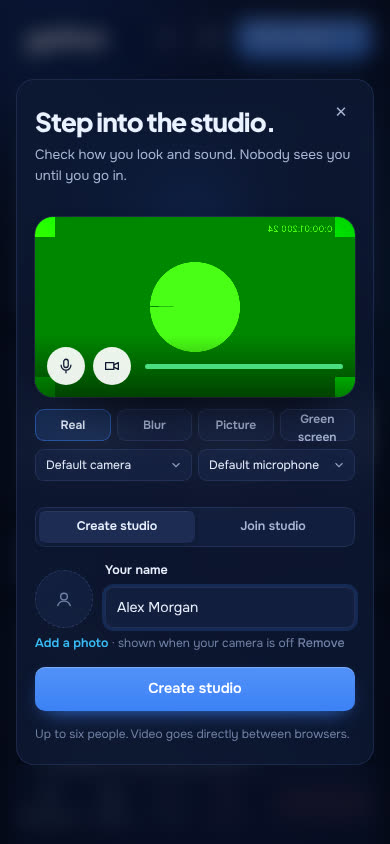 Step into the studio.
Check how you look and sound. Nobody sees you
until you go in.
Real
Blur
Picture
Green
screen
Default camera
Default microphone
Create studio
Join studio
Your name
Alex Morgan
Add a photo · shown when your camera is off Remove
Create studio
Up to six people. Video goes directly between browsers.